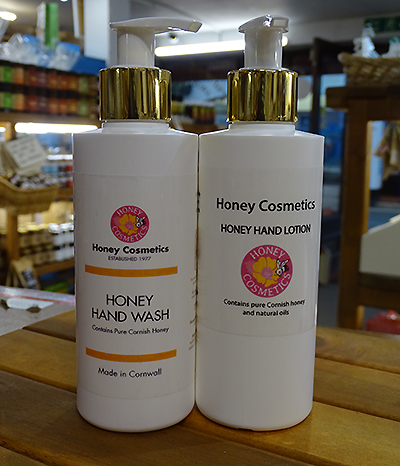 HONEY
COSMETICS
Honey Cosmetics
ESTABLISHED 1977
HONEY
HAND WASH
Contains Pure Cornish Honey
Made in Cornwall
Honey Cosmetics
HONEY HAND LOTION
HONEY
COSMETICS
Contains pure Cornish honey
and natural oils